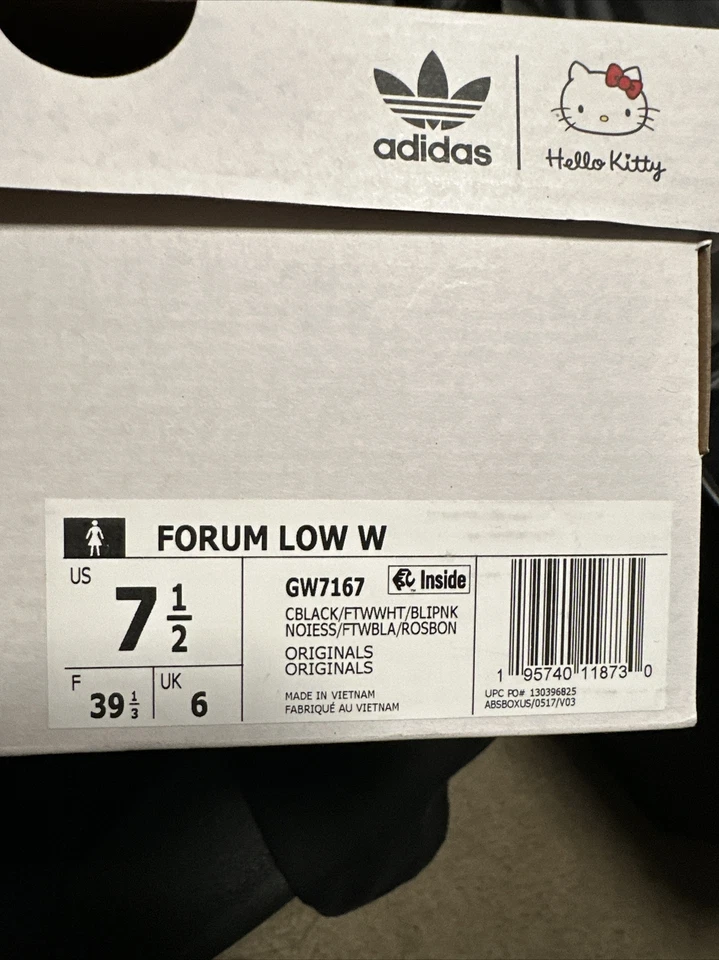 adidas
Hello Kitty
FORUM LOW W
US
7 1/2
F
39 1/3
UK
6
GW7167
Inside
CBLACK/FTWWHT/BLIPNK
NOIESS/FTWBLA/ROSBON
ORIGINALS
ORIGINALS
MADE IN VIETNAM
FABRIQUÉ AU VIETNAM
1 95740 11873 0
UPC PO# 130396825
ABSBOXUS/0517/V03